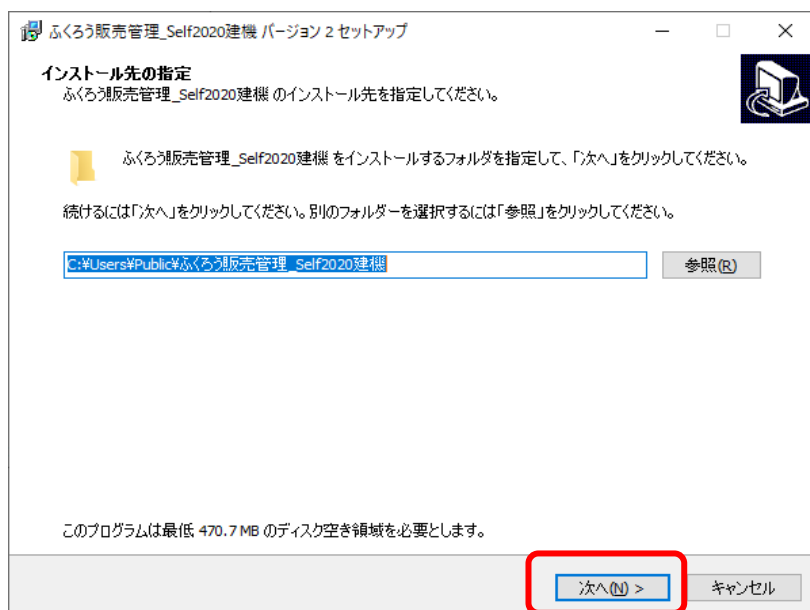 ふくろう販売管理_Self2020建機 バージョン 2 セットアップ
インストール先の指定
ふくろう販売管理_Self2020建機 のインストール先を指定してください。
ふくろう販売管理_Self2020建機 をインストールするフォルダを指定して、「次へ」をクリックしてください。
続けるには「次へ」をクリックしてください。別のフォルダーを選択するには「参照」をクリックしてください。
C:¥Users¥Public¥ふくろう販売管理_Self2020建機
参照(R)
このプログラムは最低 470.7 MB のディスク空き領域を必要とします。
次へ(N) >
キャンセル